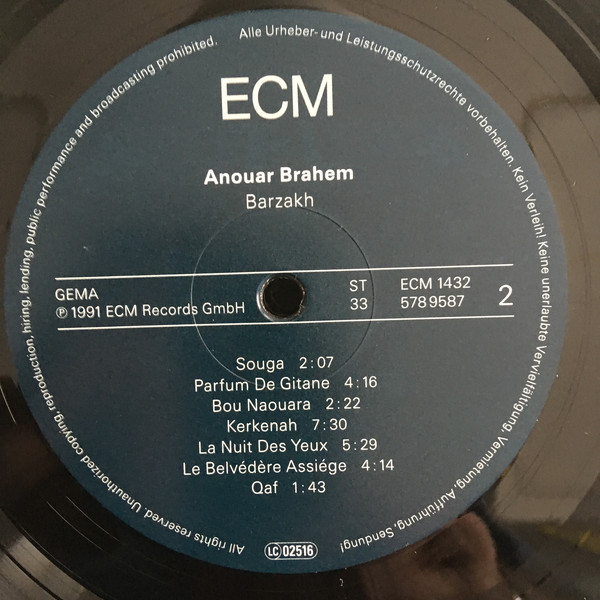 ECM
Anouar Brahem
Barzakh
GEMA
℗ 1991 ECM Records GmbH
ST
33
ECM 1432
578 9587
2
Souga 2:07
Parfum De Gitane 4:16
Bou Naouara 2:22
Kerkenah 7:30
La Nuit Des Yeux 5:29
Le Belvédère Assiége 4:14
Qaf 1:43
LC 02516
Alle Urheber- und Leistungsschutzrechte vorbehalten. Kein Verleih! Keine unerlaubte Vervielfältigung, Vermietung, Aufführung, Sendung!
All rights reserved. Unauthorized copying, reproduction, hiring, lending, public performance and broadcasting prohibited.